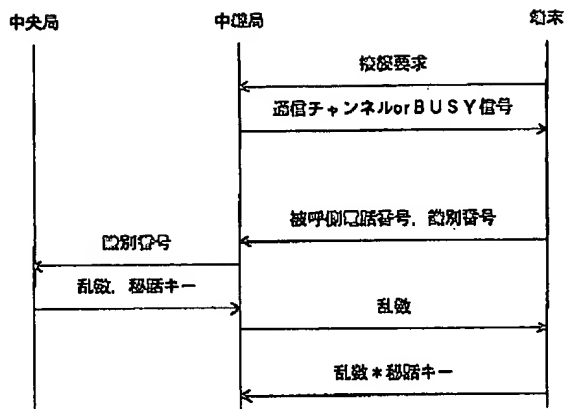 中央局
中継局
端末
接続要求
通信チャンネルorBUSY信号
被呼側電話番号，識別番号
識別番号
乱数，秘話キー
乱数
乱数＊秘話キー